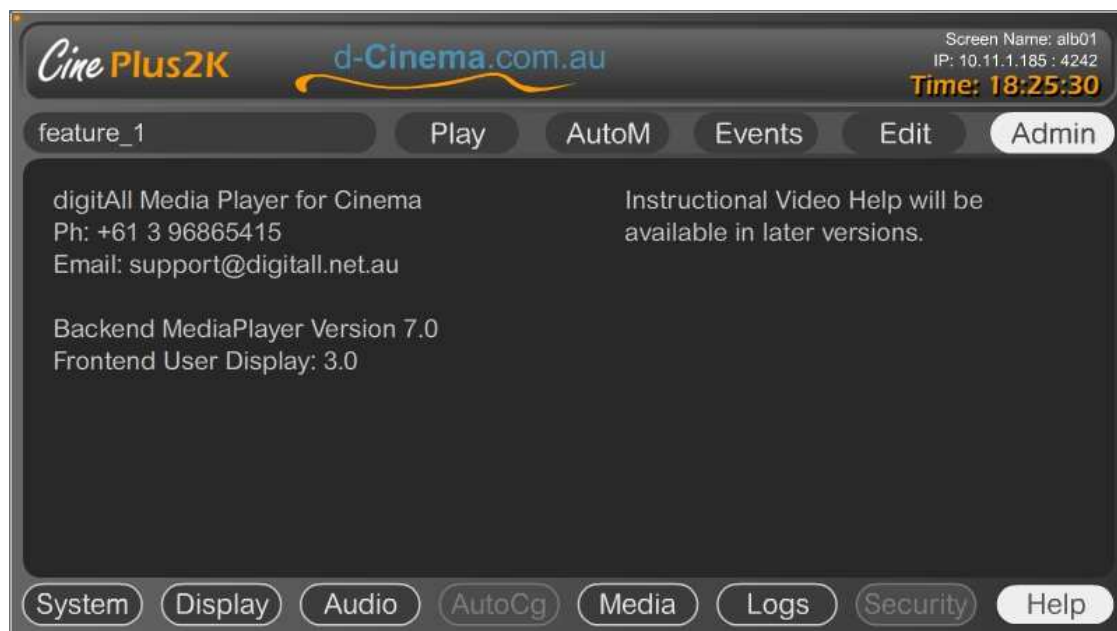 Cine Plus2K
d-Cinema.com.au
Screen Name: alb01
IP: 10.11.1.185 : 4242
Time: 18:25:30
feature_1
Play
AutoM
Events
Edit
Admin
digitAll Media Player for Cinema
Ph: +61 3 96865415
Email: support@digitall.net.au
Backend MediaPlayer Version 7.0
Frontend User Display: 3.0
Instructional Video Help will be
available in later versions.
System
Display
Audio
AutoCg
Media
Logs
Security
Help